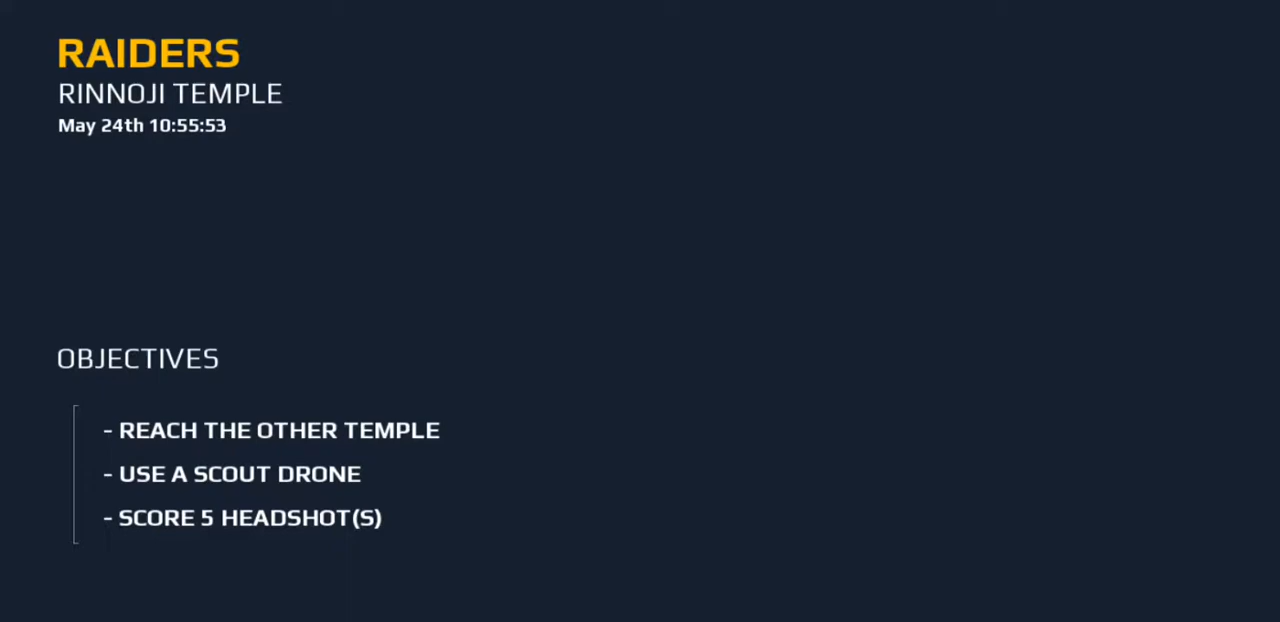 RAIDERS
RINNOJI TEMPLE
May 24th 10:55:53
OBJECTIVES
- REACH THE OTHER TEMPLE
- USE A SCOUT DRONE
- SCORE 5 HEADSHOT(S)